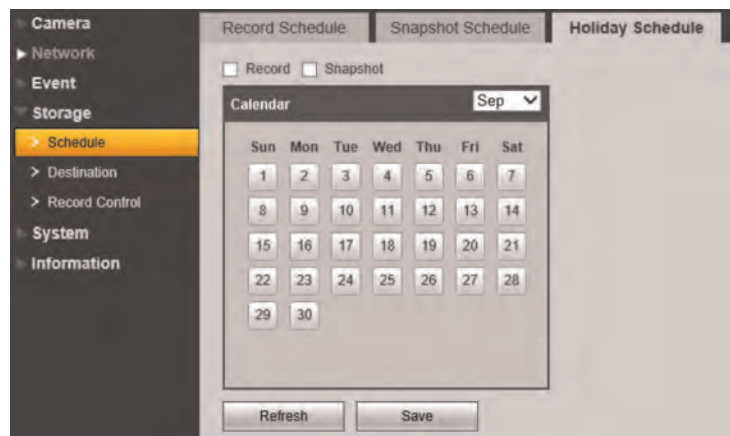 Camera
Network
Event
Storage
> Schedule
> Destination
> Record Control
System
Information
Record Schedule Snapshot Schedule Holiday Schedule
Record Snapshot
Calendar Sep
Sun Mon Tue Wed Thu Fri Sat
1 2 3 4 5 6 7
8 9 10 11 12 13 14
15 16 17 18 19 20 21
22 23 24 25 26 27 28
29 30
Refresh Save